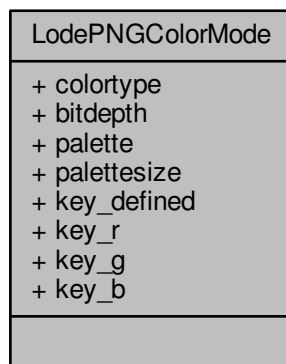 LodePNGColorMode
+ colortype
+ bitdepth
+ palette
+ palettesize
+ key_defined
+ key_r
+ key_g
+ key_b